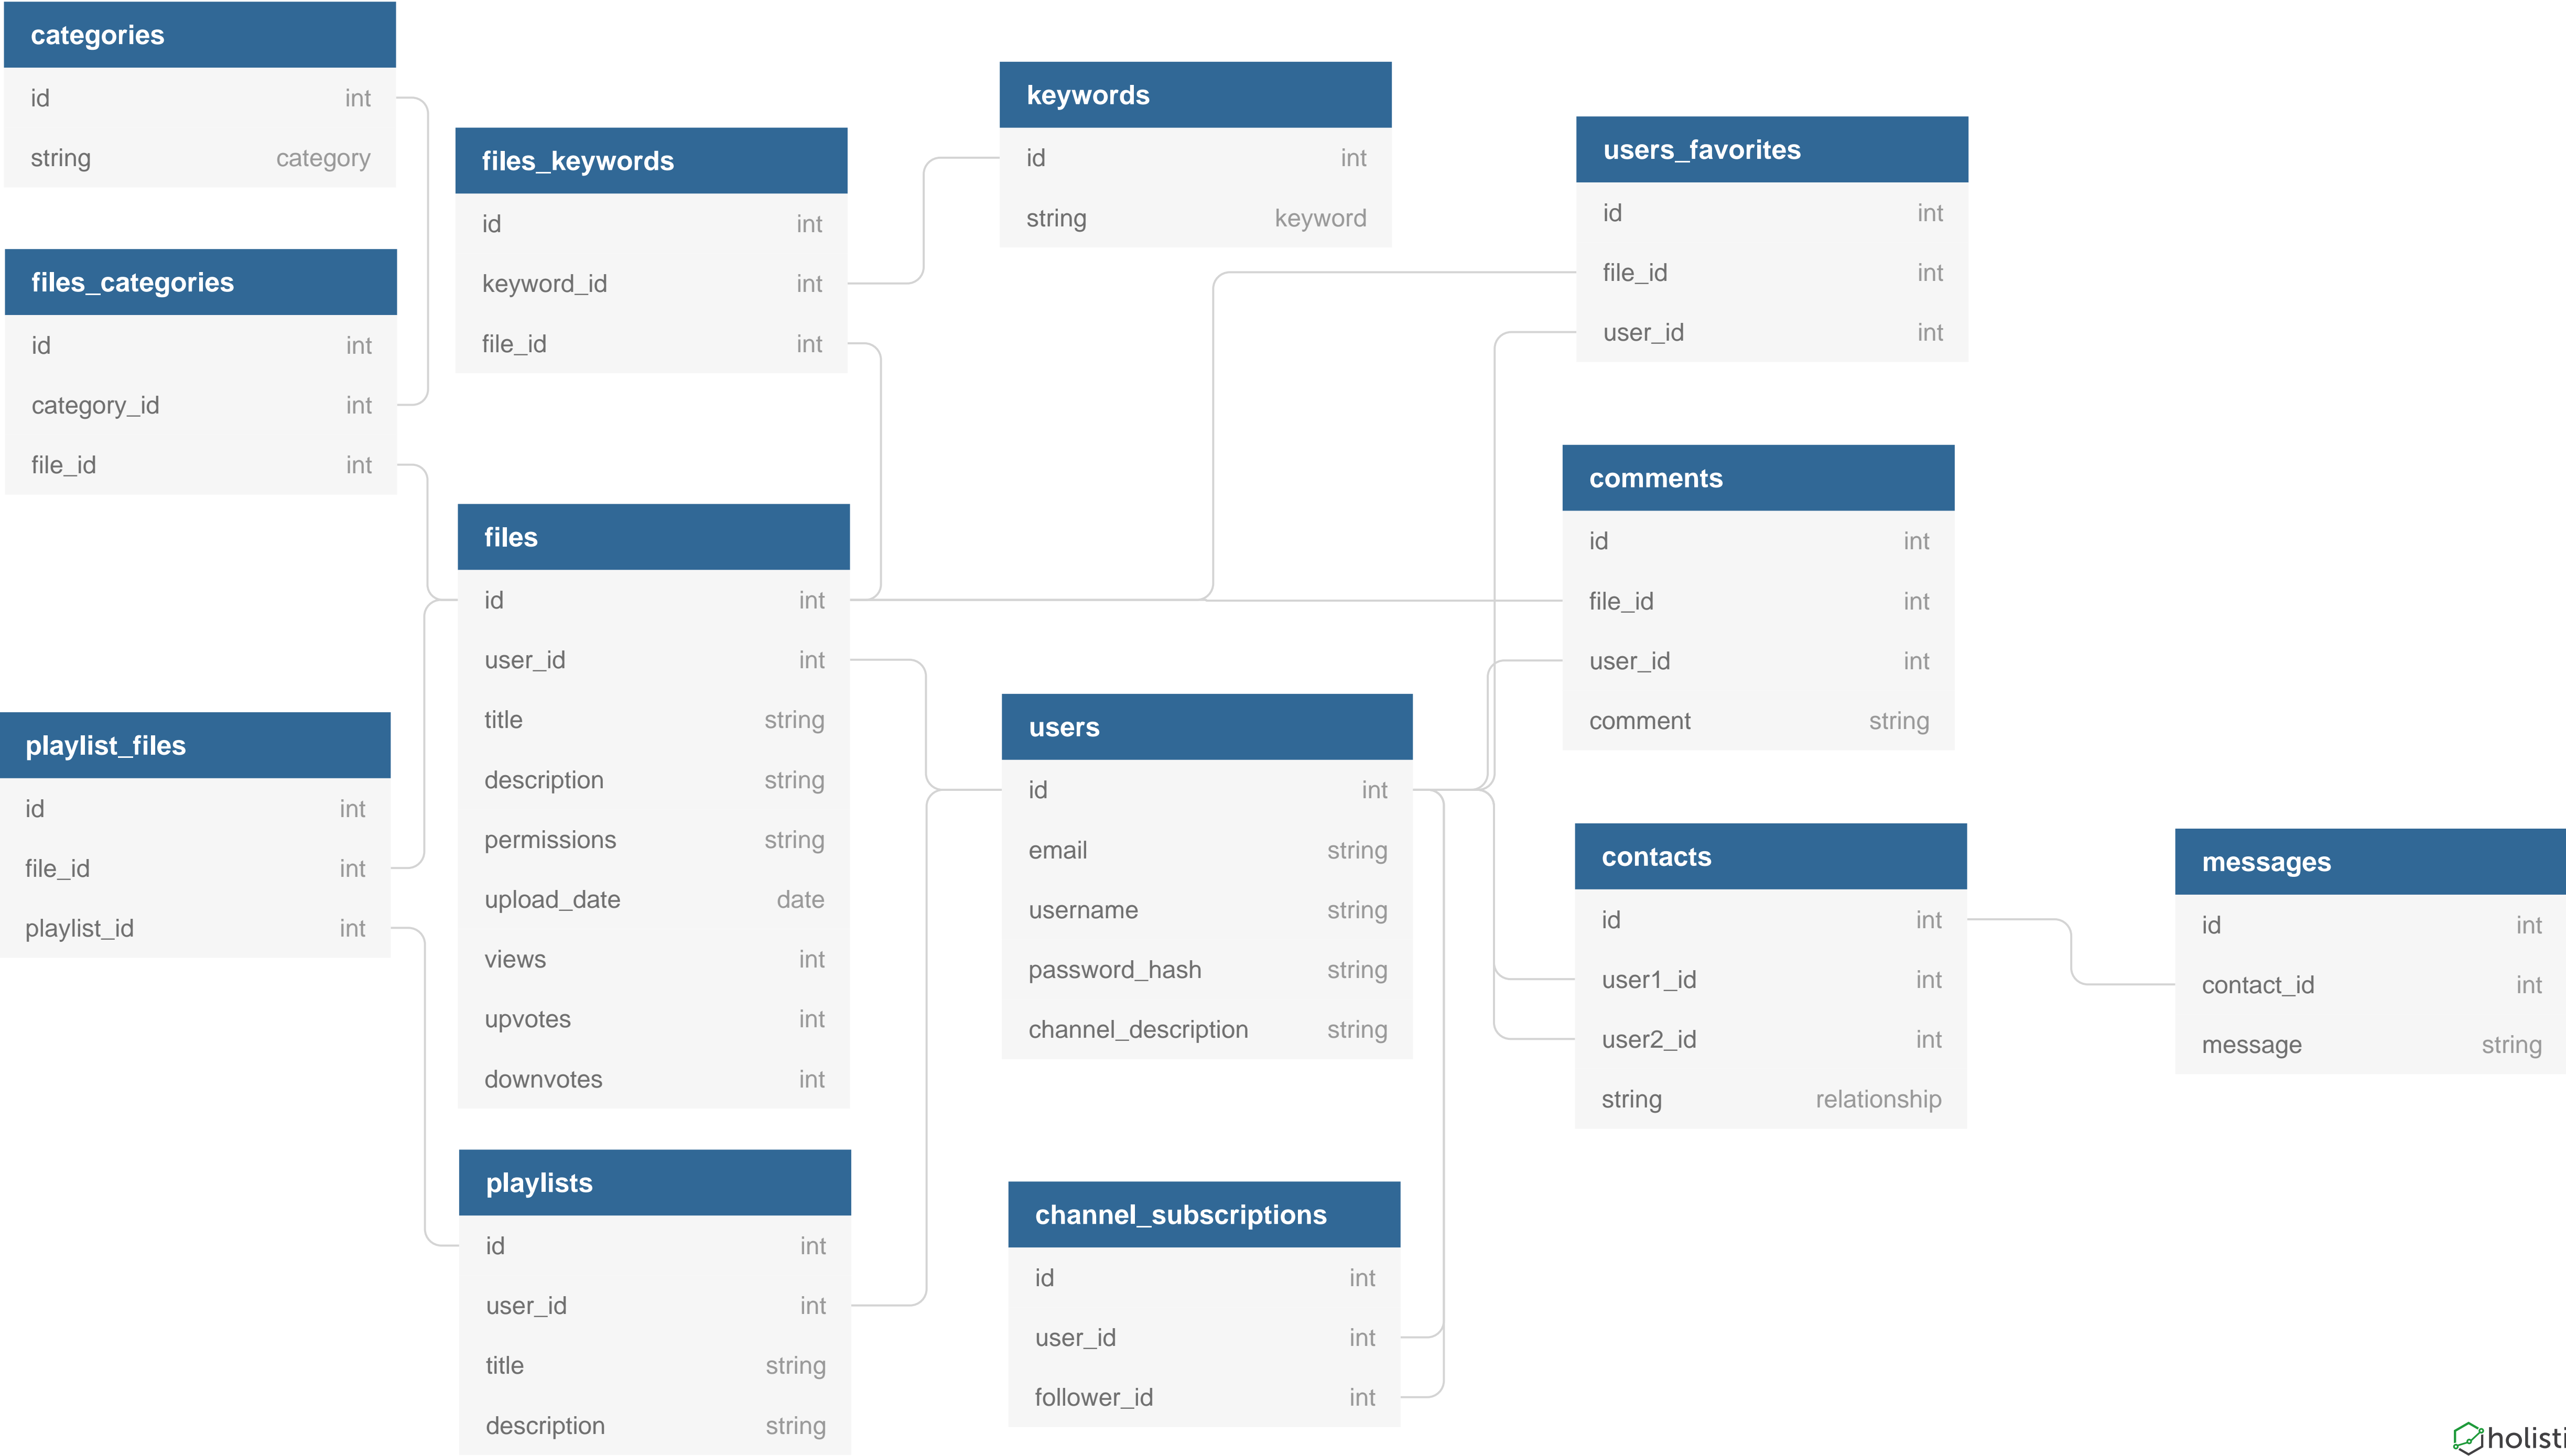 categories
id int
string category
files_categories
id int
category_id int
file_id int
playlist_files
id int
file_id int
playlist_id int
files_keywords
id int
keyword_id int
file_id int
files
id int
user_id int
title string
description string
permissions string
upload_date date
views int
upvotes int
downvotes int
playlists
id int
user_id int
title string
description string
keywords
id int
string keyword
users
id int
email string
username string
password_hash string
channel_description string
channel_subscriptions
id int
user_id int
follower_id int
users_favorites
id int
file_id int
user_id int
comments
id int
file_id int
user_id int
comment string
contacts
id int
user1_id int
user2_id int
string relationship
messages
id int
contact_id int
message string
holisti